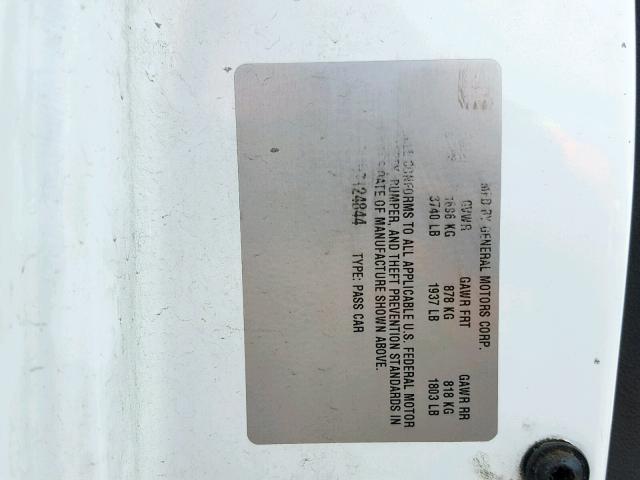 MFD BY GENERAL MOTORS CORP.
GVWR GAWR FRT GAWR RR
1696 KG 878 KG 818 KG
3740 LB 1937 LB 1803 LB
CONFORMS TO ALL APPLICABLE U.S. FEDERAL MOTOR
BUMPER, AND THEFT PREVENTION STANDARDS IN
DATE OF MANUFACTURE SHOWN ABOVE.
124844 TYPE: PASS CAR